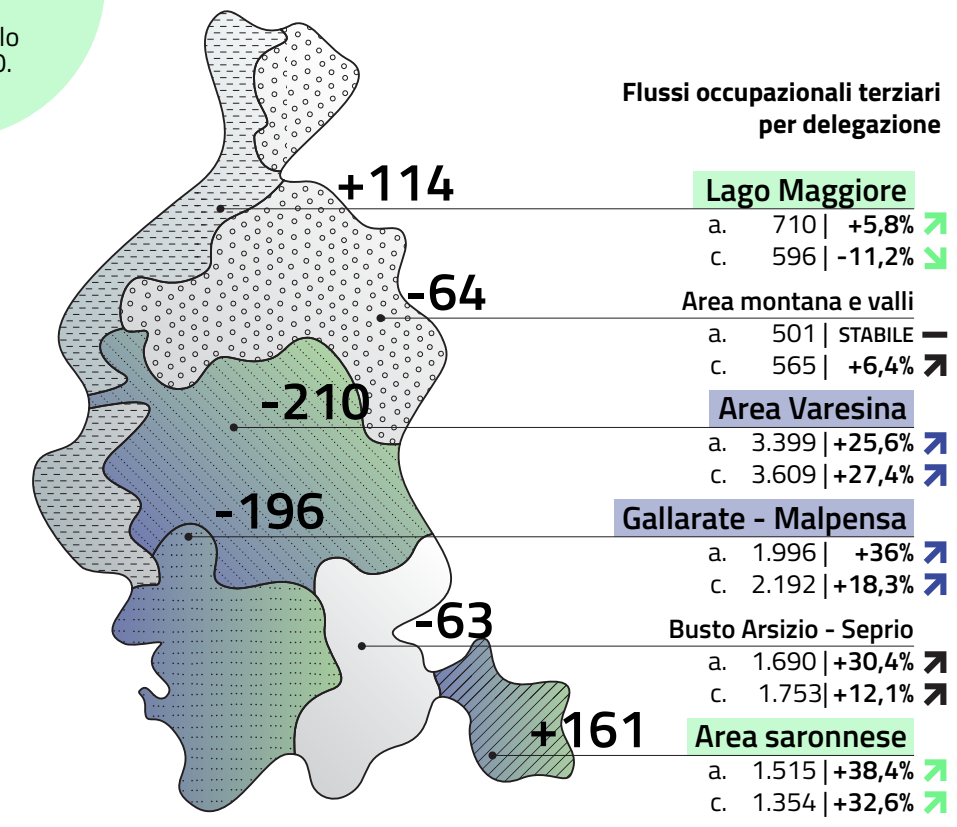 lo
0.
Flussi occupazionali terziari
per delegazione
+114
Lago Maggiore
a. 710 | +5,8%
c. 596 | -11,2%
-64
Area montana e valli
a. 501 | STABILE
c. 565 | +6,4%
-210
Area Varesina
a. 3.399 | +25,6%
c. 3.609 | +27,4%
-196
Gallarate - Malpensa
a. 1.996 | +36%
c. 2.192 | +18,3%
-63
Busto Arsizio - Seprio
a. 1.690 | +30,4%
c. 1.753| +12,1%
+161
Area saronnese
a. 1.515 | +38,4%
c. 1.354 | +32,6%